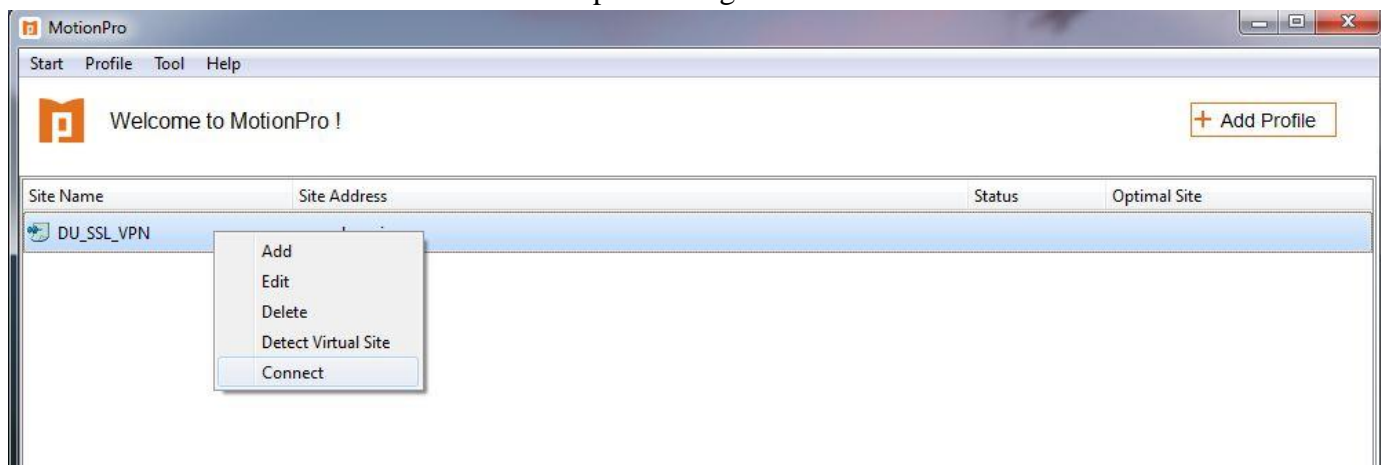 MotionPro
Start Profile Tool Help
Welcome to MotionPro !
+ Add Profile
Site Name Site Address Status Optimal Site
DU_SSL_VPN
Add
Edit
Delete
Detect Virtual Site
Connect